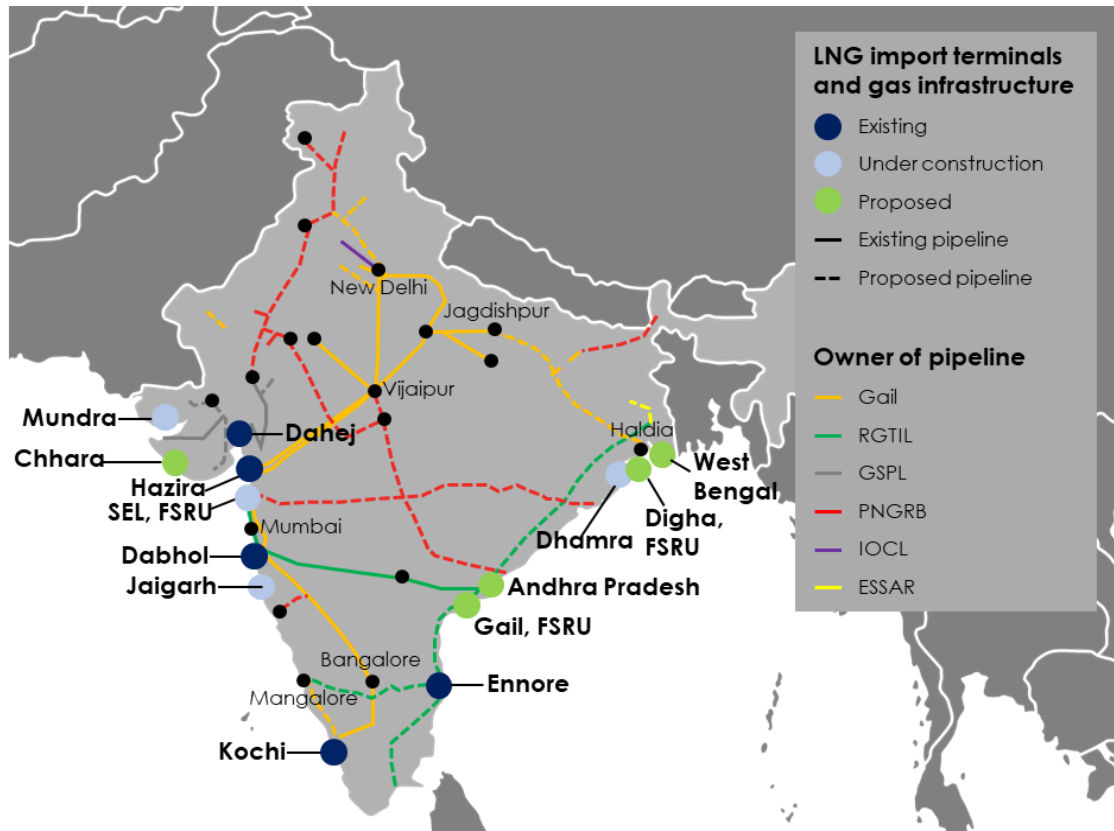 LNG import terminals
and gas infrastructure
Existing
Under construction
Proposed
Existing pipeline
Proposed pipeline
Owner of pipeline
Gail
RGTIL
GSPL
PNGRB
IOCL
ESSAR
New Delhi
Jagdishpur
Vijaipur
Mundra
Dahej
Chhara
Haldia
West
Bengal
Hazira
SEL, FSRU
Digha,
FSRU
Mumbai
Dhamra
Dabhol
Jaigarh
Andhra Pradesh
Gail, FSRU
Bangalore
Ennore
Mangalore
Kochi